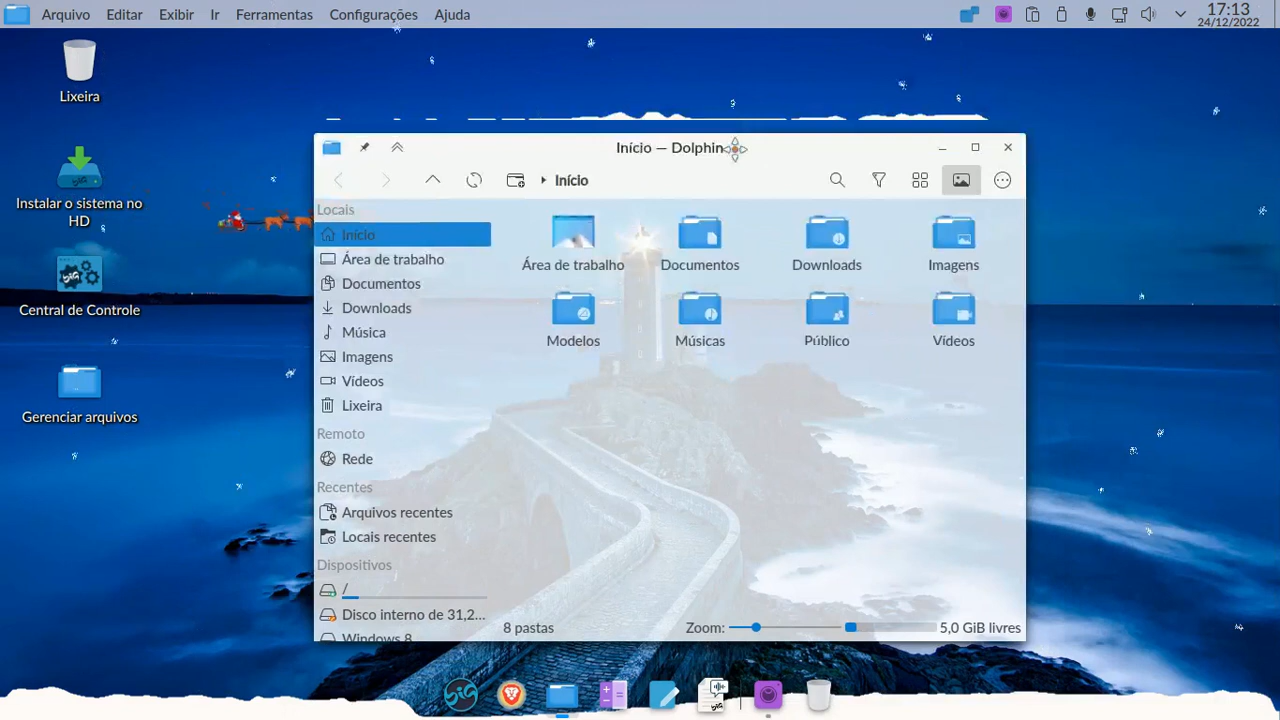 Arquivo Editar Exibir Ir Ferramentas Configurações Ajuda
17:13
24/12/2022
Lixeira
Instalar o sistema no
HD
Central de Controle
Gerenciar arquivos
Início — Dolphin
Início
Locais
Início
Área de trabalho
Documentos
Downloads
Música
Imagens
Vídeos
Lixeira
Remoto
Rede
Recentes
Arquivos recentes
Locais recentes
Dispositivos
/
Disco interno de 31,2...
Windows 8
Área de trabalho Documentos Downloads Imagens
Modelos Músicas Público Vídeos
8 pastas Zoom: 5,0 GiB livres